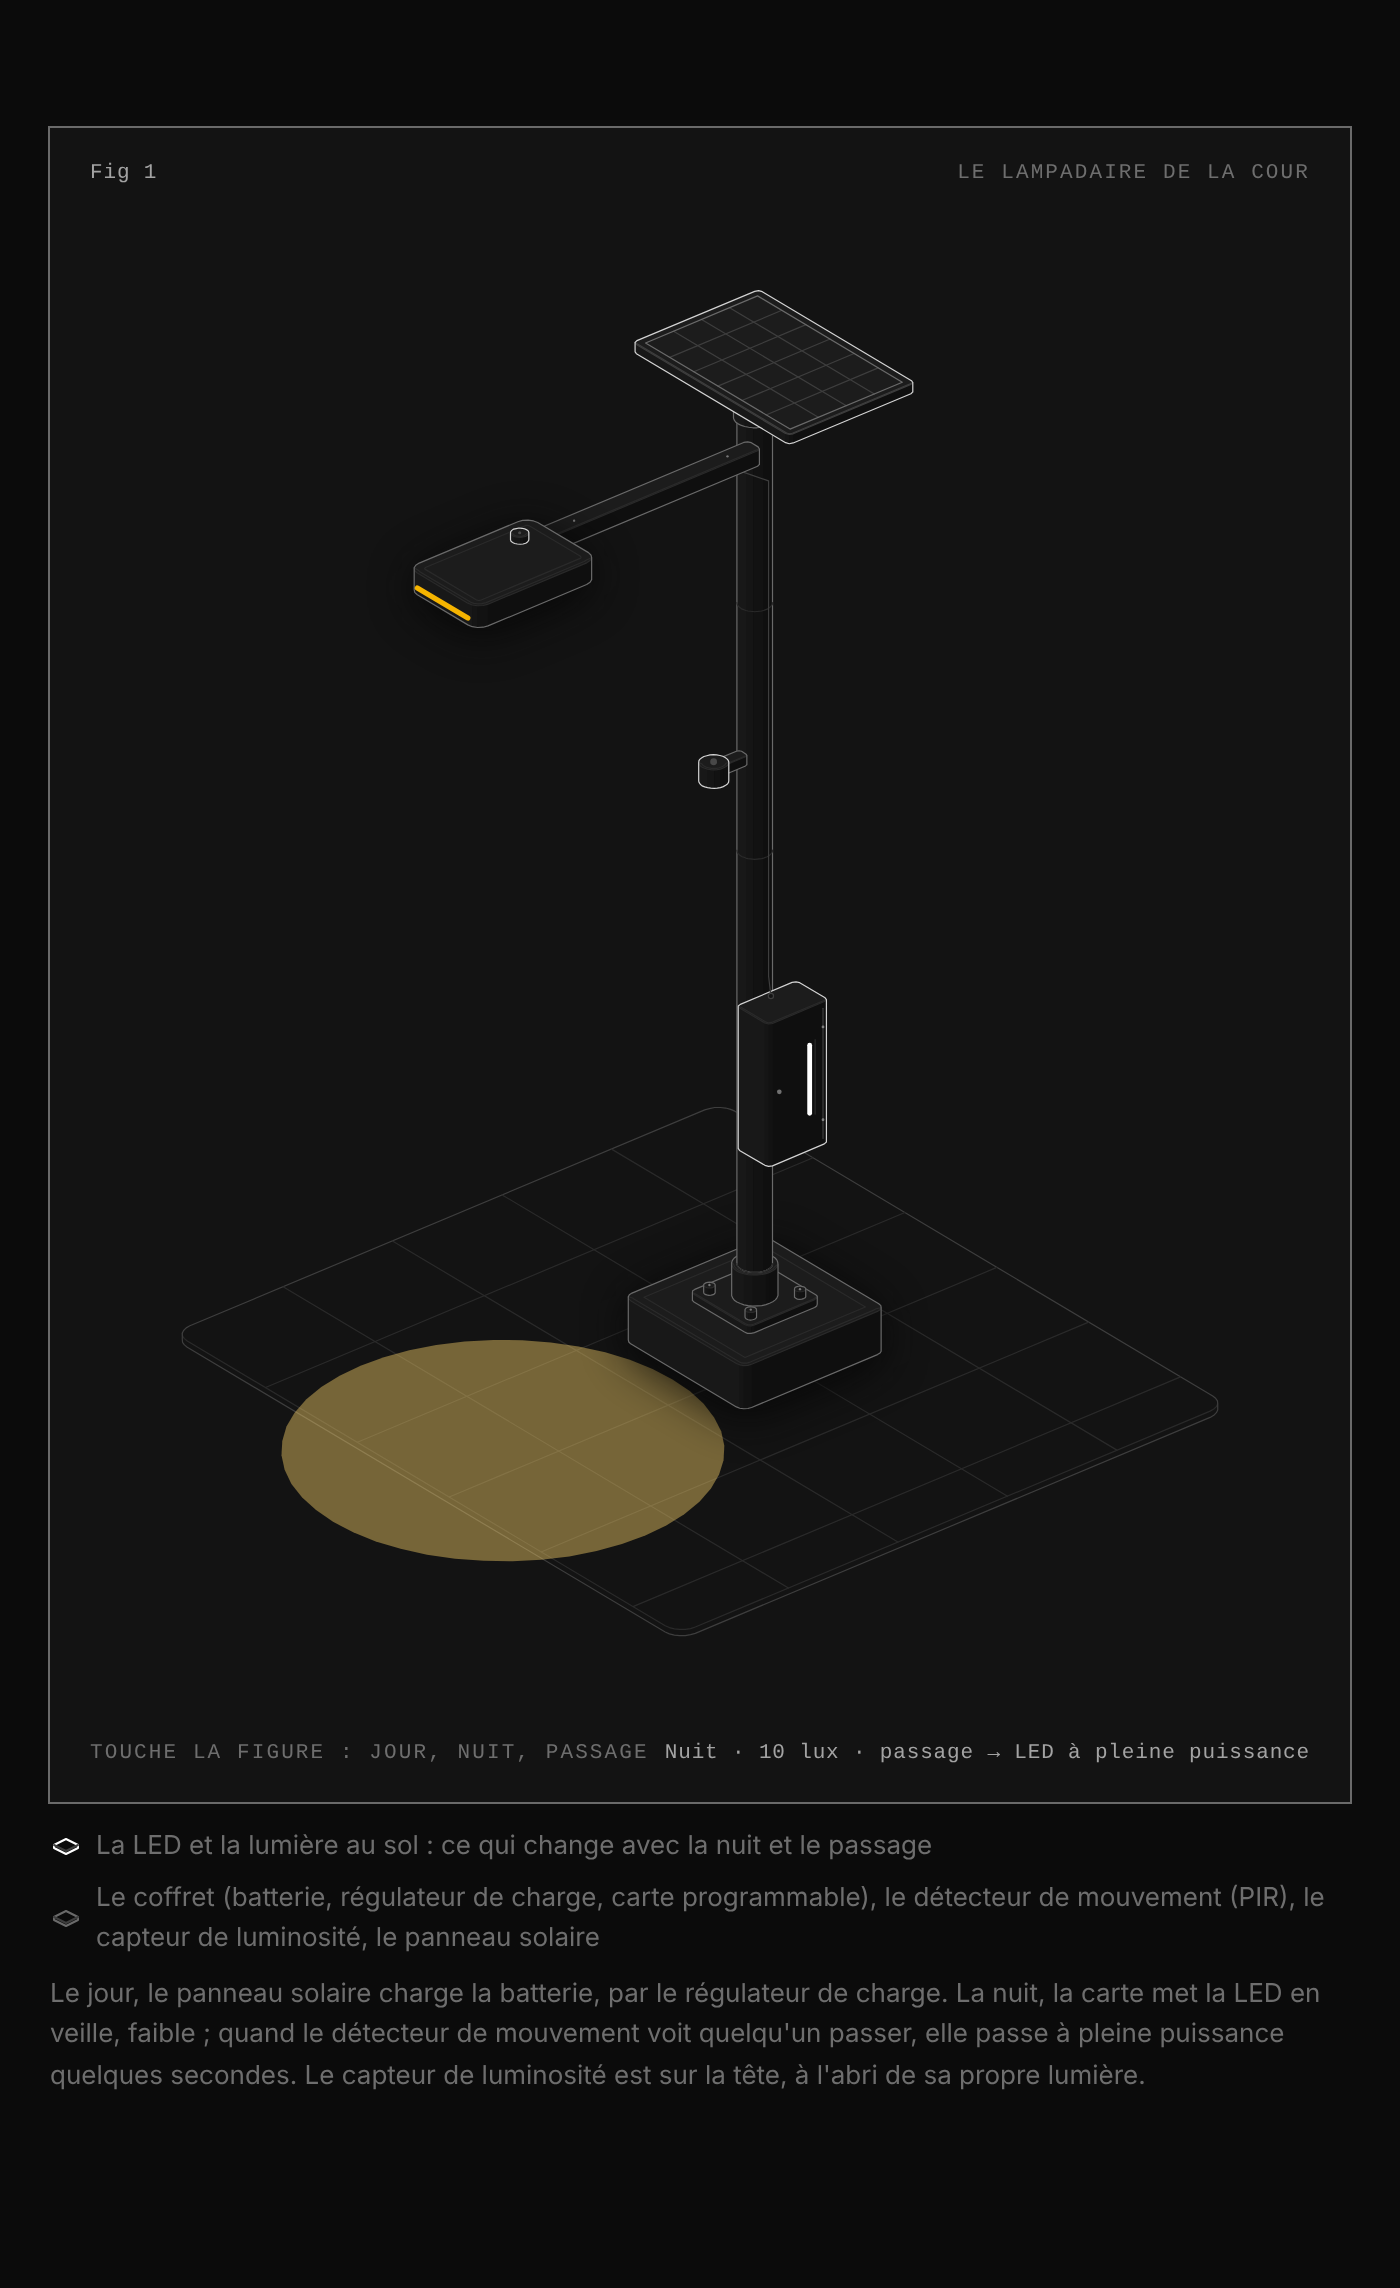 Fig 1
LE LAMPADAIRE DE LA COUR
TOUCHE LA FIGURE : JOUR, NUIT, PASSAGE
Nuit · 10 lux · passage → LED à pleine puissance
La LED et la lumière au sol : ce qui change avec la nuit et le passage
Le coffret (batterie, régulateur de charge, carte programmable), le détecteur de mouvement (PIR), le
capteur de luminosité, le panneau solaire
Le jour, le panneau solaire charge la batterie, par le régulateur de charge. La nuit, la carte met la LED en
veille, faible ; quand le détecteur de mouvement voit quelqu'un passer, elle passe à pleine puissance
quelques secondes. Le capteur de luminosité est sur la tête, à l'abri de sa propre lumière.